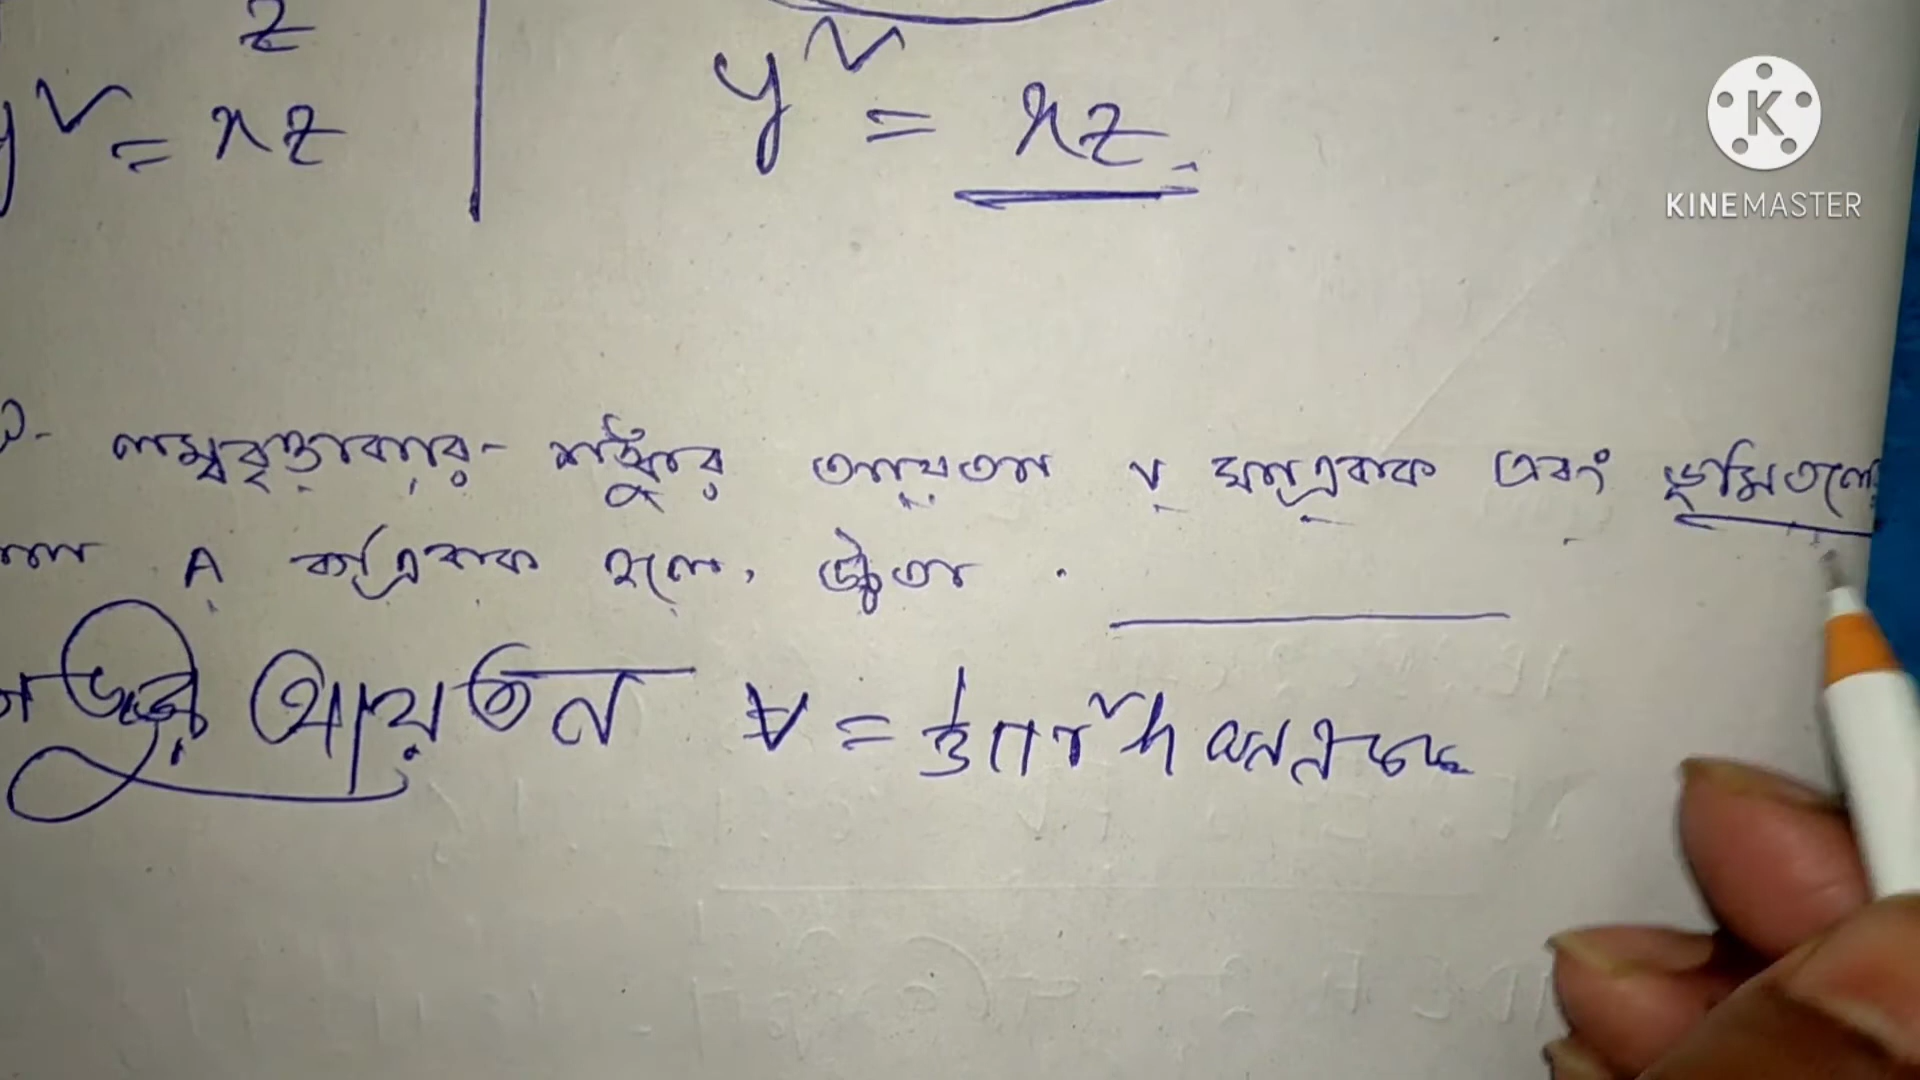 z
y² = xz
y² = xz.
KINEMASTER
লম্ববৃত্তাকার- শঙ্কুর আয়তন V ঘনএকক এবং ভূমিতলে
A বর্গএকক হলে, উচ্চতা .
আয়তন V = ⅓πr²h ঘনএকক